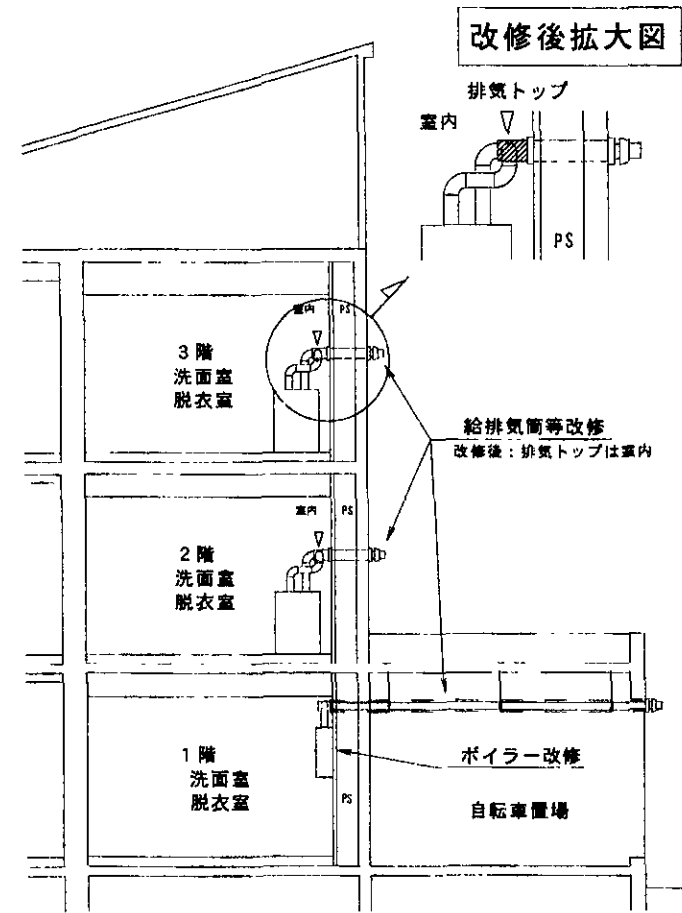 改修後拡大図
排気トップ
室内
PS
室内
PS
3階
洗面室
脱衣室
給排気筒等改修
改修後：排気トップは室内
室内
PS
2階
洗面室
脱衣室
1階
洗面室
脱衣室
PS
ボイラー改修
自転車置場